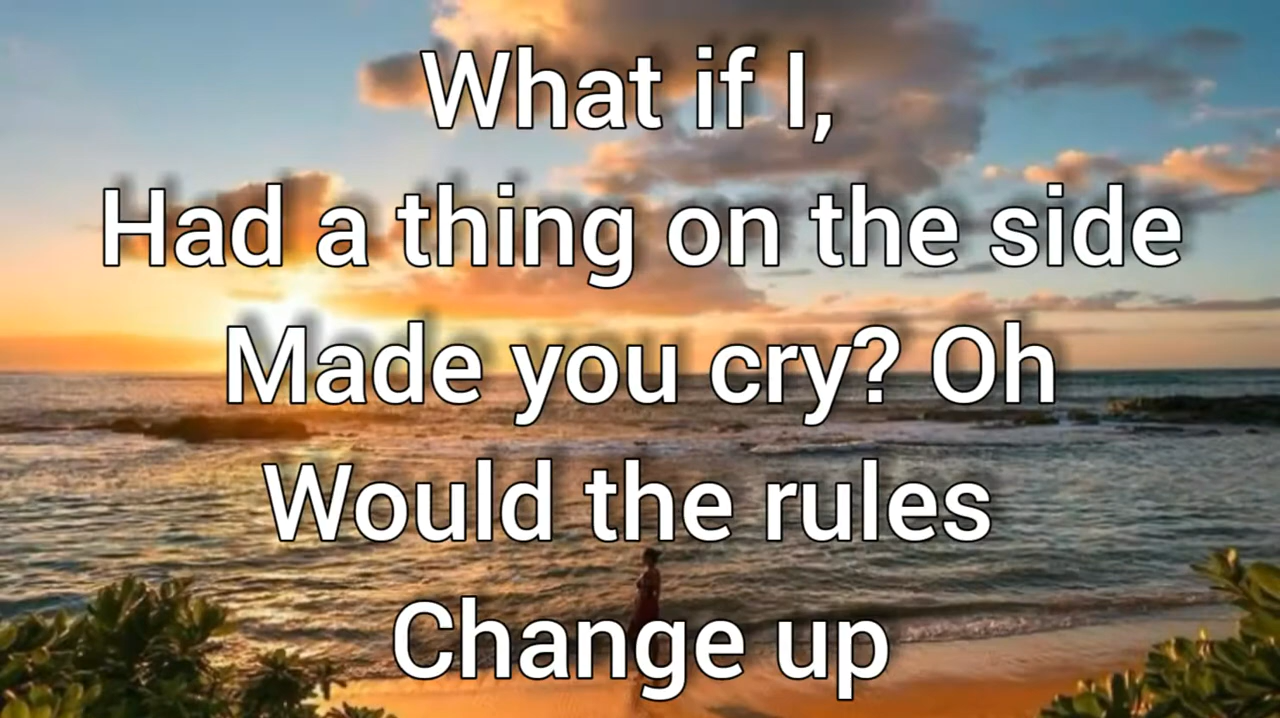 What if I,
Had a thing on the side
Made you cry? Oh
Would the rules
Change up